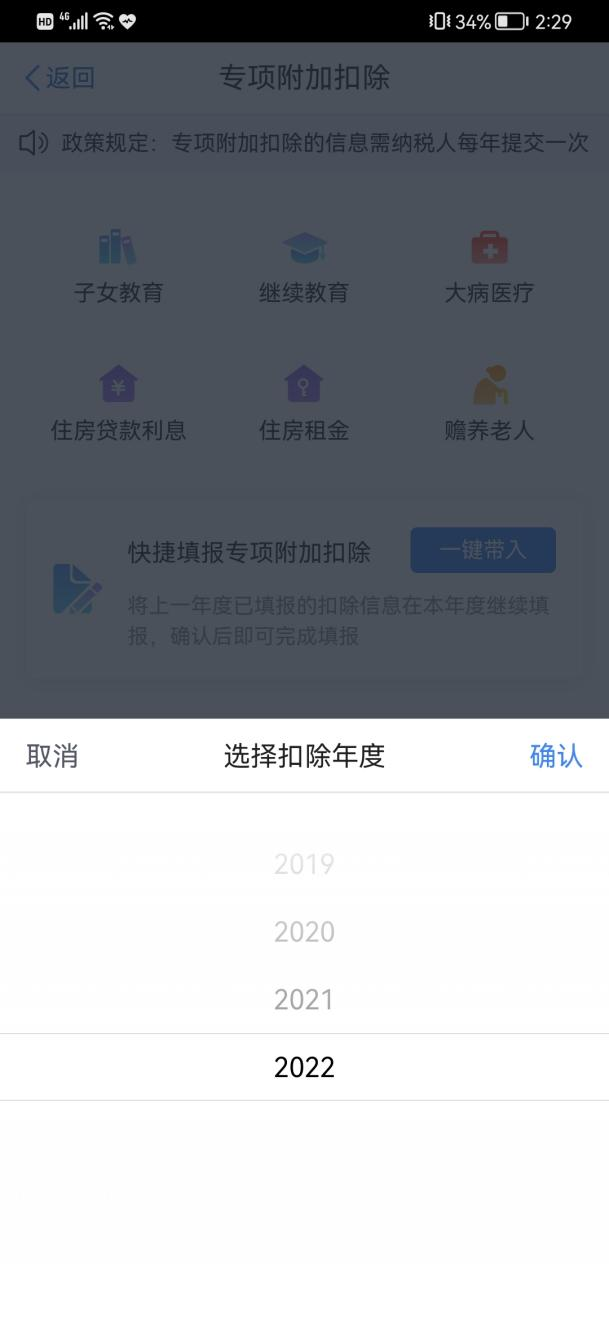 HD 4G 34% 2:29
返回 专项附加扣除
政策规定：专项附加扣除的信息需纳税人每年提交一次
子女教育 继续教育 大病医疗
¥
住房贷款利息 住房租金 赡养老人
快捷填报专项附加扣除 一键带入
将上一年度已填报的扣除信息在本年度继续填
报，确认后即可完成填报
取消 选择扣除年度 确认
2019
2020
2021
2022